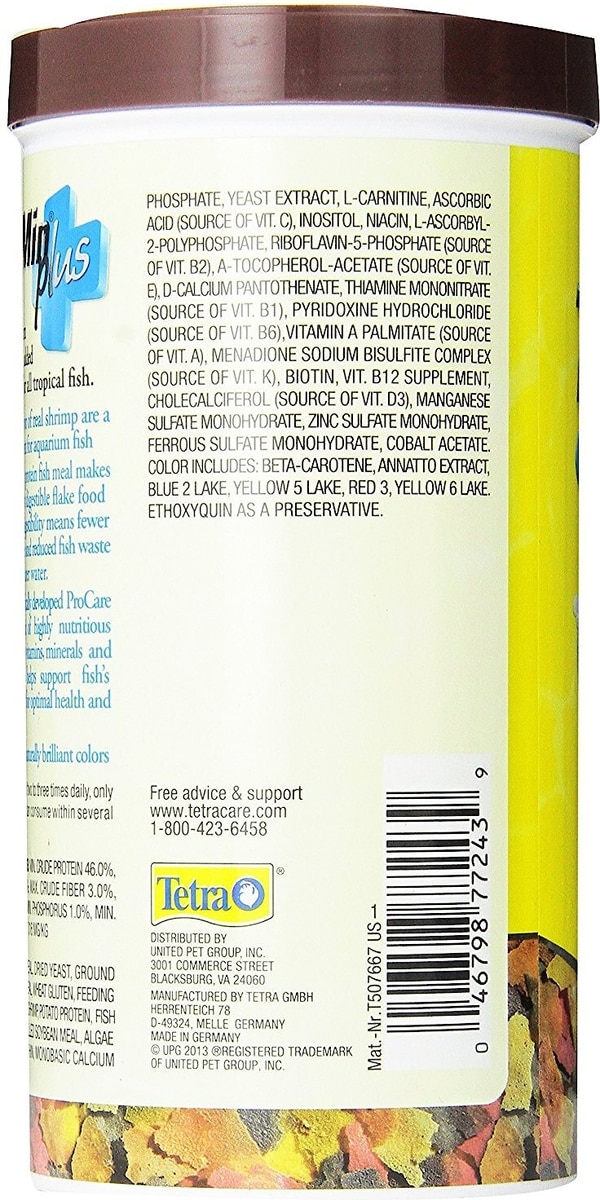 Min
plus
all tropical fish.
of real shrimp are a
for aquarium fish
fish meal makes
flake food
means fewer
and reduced fish waste
water.
developed ProCare
of highly nutritious
vitamins, minerals and
helps support fish's
optimal health and
brilliant colors
to three times daily, only
consume within several
CRUDE PROTEIN 46.0%,
MAX. CRUDE FIBER 3.0%,
PHOSPHORUS 1.0%, MIN.
DRIED YEAST, GROUND
WHEAT GLUTEN, FEEDING
POTATO PROTEIN, FISH
SOYBEAN MEAL, ALGAE
MONOBASIC CALCIUM
PHOSPHATE, YEAST EXTRACT, L-CARNITINE, ASCORBIC
ACID (SOURCE OF VIT. C), INOSITOL, NIACIN, L-ASCORBYL-
2-POLYPHOSPHATE, RIBOFLAVIN-5-PHOSPHATE (SOURCE
OF VIT. B2), A-TOCOPHEROL-ACETATE (SOURCE OF VIT.
E), D-CALCIUM PANTOTHENATE, THIAMINE MONONITRATE
(SOURCE OF VIT. B1), PYRIDOXINE HYDROCHLORIDE
(SOURCE OF VIT. B6),VITAMIN A PALMITATE (SOURCE
OF VIT. A), MENADIONE SODIUM BISULFITE COMPLEX
(SOURCE OF VIT. K), BIOTIN, VIT. B12 SUPPLEMENT,
CHOLECALCIFEROL (SOURCE OF VIT. D3), MANGANESE
SULFATE MONOHYDRATE, ZINC SULFATE MONOHYDRATE,
FERROUS SULFATE MONOHYDRATE, COBALT ACETATE.
COLOR INCLUDES: BETA-CAROTENE, ANNATTO EXTRACT,
BLUE 2 LAKE, YELLOW 5 LAKE, RED 3, YELLOW 6 LAKE.
ETHOXYQUIN AS A PRESERVATIVE.
Free advice & support
www.tetracare.com
1-800-423-6458
Tetra®
DISTRIBUTED BY
UNITED PET GROUP, INC.
3001 COMMERCE STREET
BLACKSBURG, VA 24060
MANUFACTURED BY TETRA GMBH
HERRENTEICH 78
D-49324, MELLE GERMANY
MADE IN GERMANY
© UPG 2013 ®REGISTERED TRADEMARK
OF UNITED PET GROUP, INC.
Mat.-Nr.T507667 US-1
0 46798 77243 9